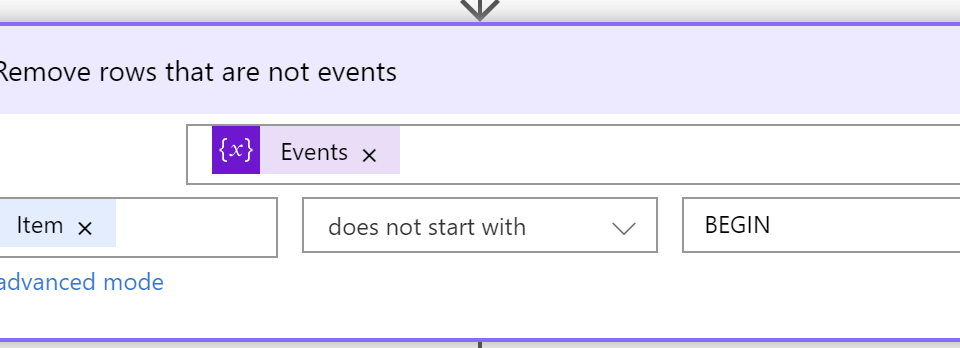 Remove rows that are not events
{x} Events ×
Item × does not start with BEGIN
advanced mode